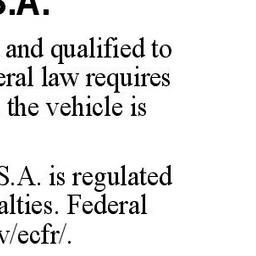 S.A.
and qualified to
eral law requires
the vehicle is
S.A. is regulated
alties. Federal
v/ecfr/.